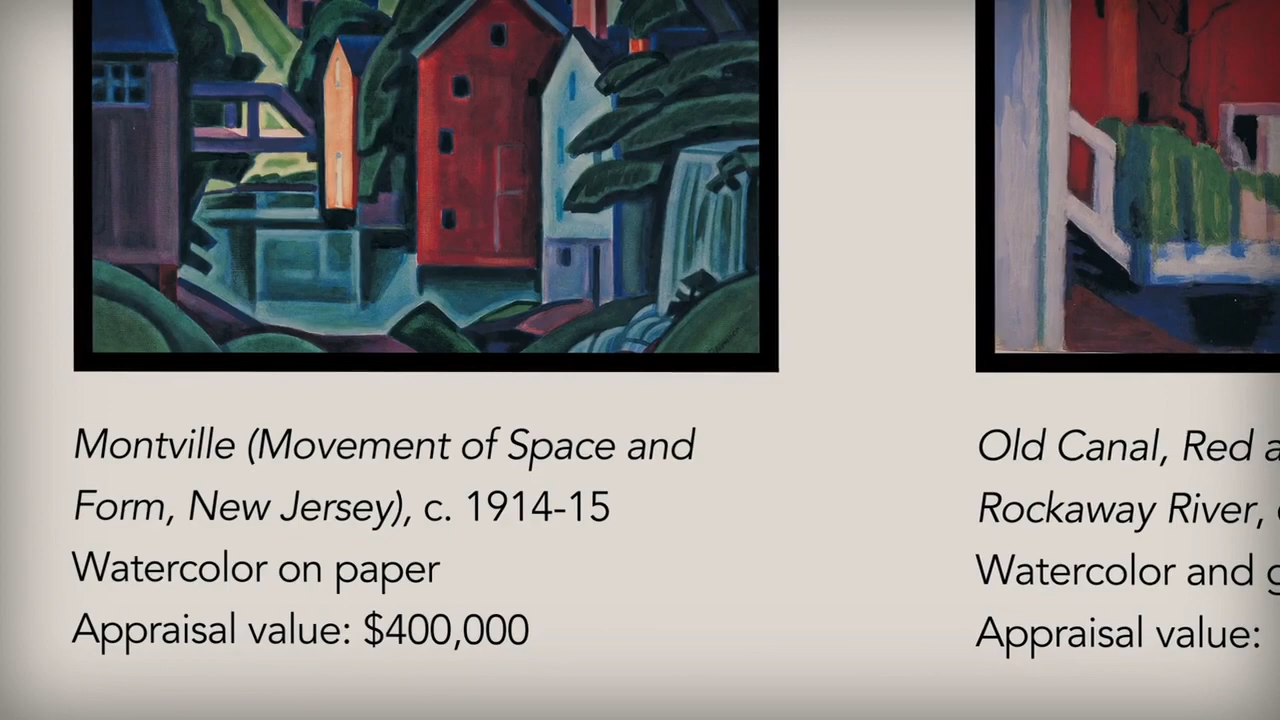 Montville (Movement of Space and
Form, New Jersey), c. 1914-15
Watercolor on paper
Appraisal value: $400,000
Old Canal, Red
Rockaway River,
Watercolor and
Appraisal value: